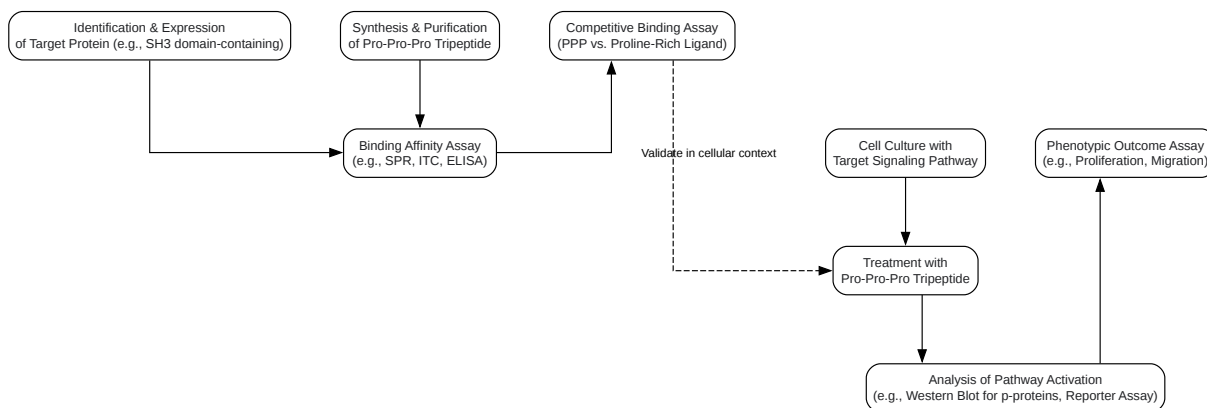 Identification & Expression
of Target Protein (e.g., SH3 domain-containing)
Synthesis & Purification
of Pro-Pro-Pro Tripeptide
Competitive Binding Assay
(PPP vs. Proline-Rich Ligand)
Binding Affinity Assay
(e.g., SPR, ITC, ELISA)
Validate in cellular context
Cell Culture with
Target Signaling Pathway
Phenotypic Outcome Assay
(e.g., Proliferation, Migration)
Treatment with
Pro-Pro-Pro Tripeptide
Analysis of Pathway Activation
(e.g., Western Blot for p-proteins, Reporter Assay)